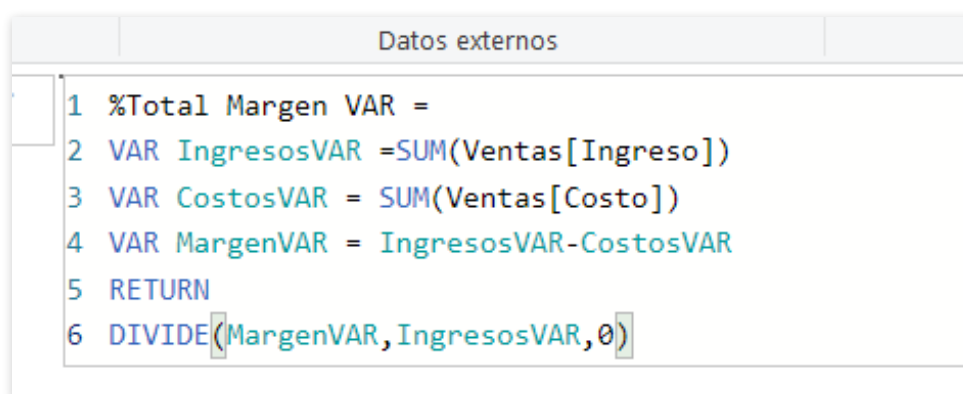 Datos externos
1 %Total Margen VAR =
2 VAR IngresosVAR =SUM(Ventas[Ingreso])
3 VAR CostosVAR = SUM(Ventas[Costo])
4 VAR MargenVAR = IngresosVAR-CostosVAR
5 RETURN
6 DIVIDE(MargenVAR,IngresosVAR,0)